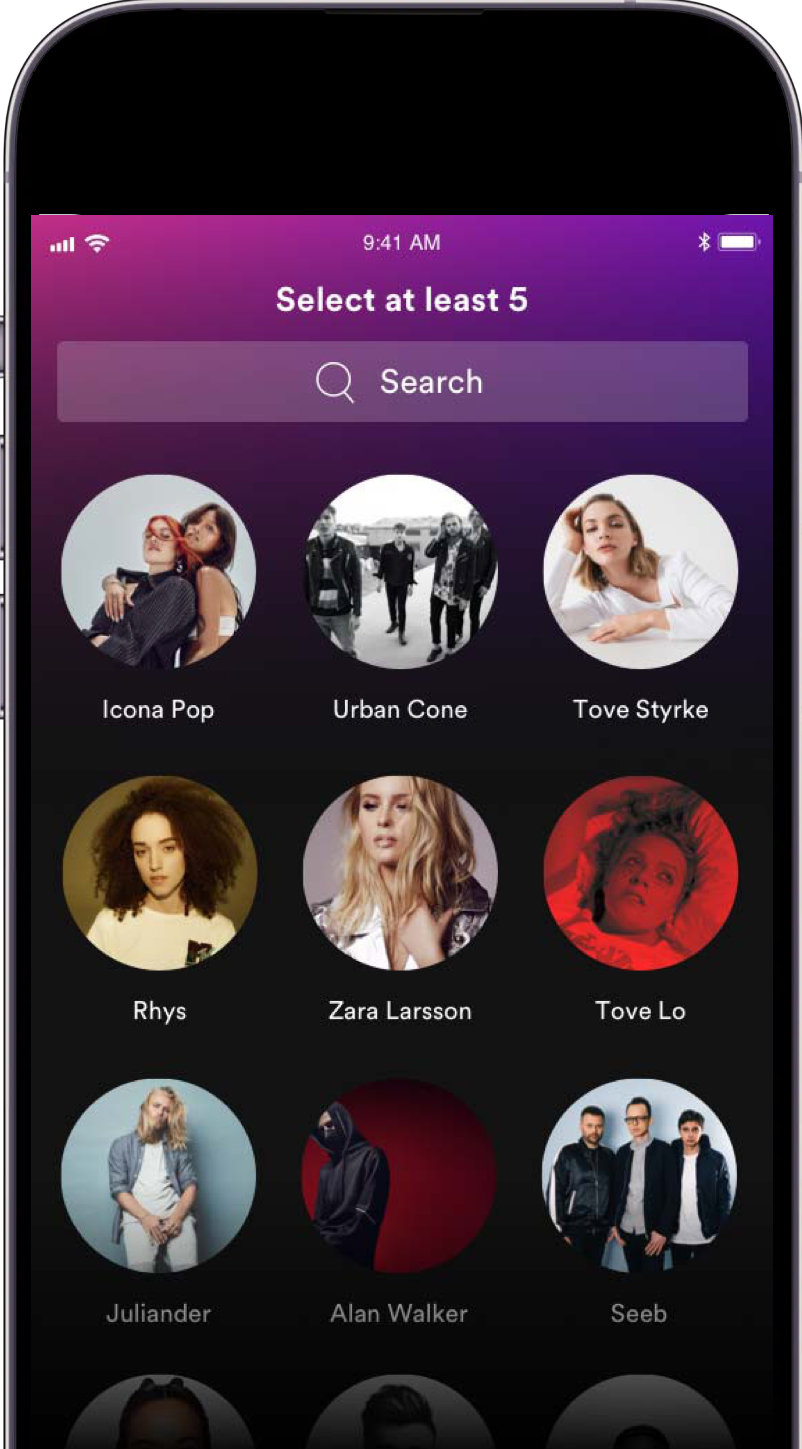 9:41 AM
Select at least 5
Search
Icona Pop
Urban Cone
Tove Styrke
Rhys
Zara Larsson
Tove Lo
Juliander
Alan Walker
Seeb